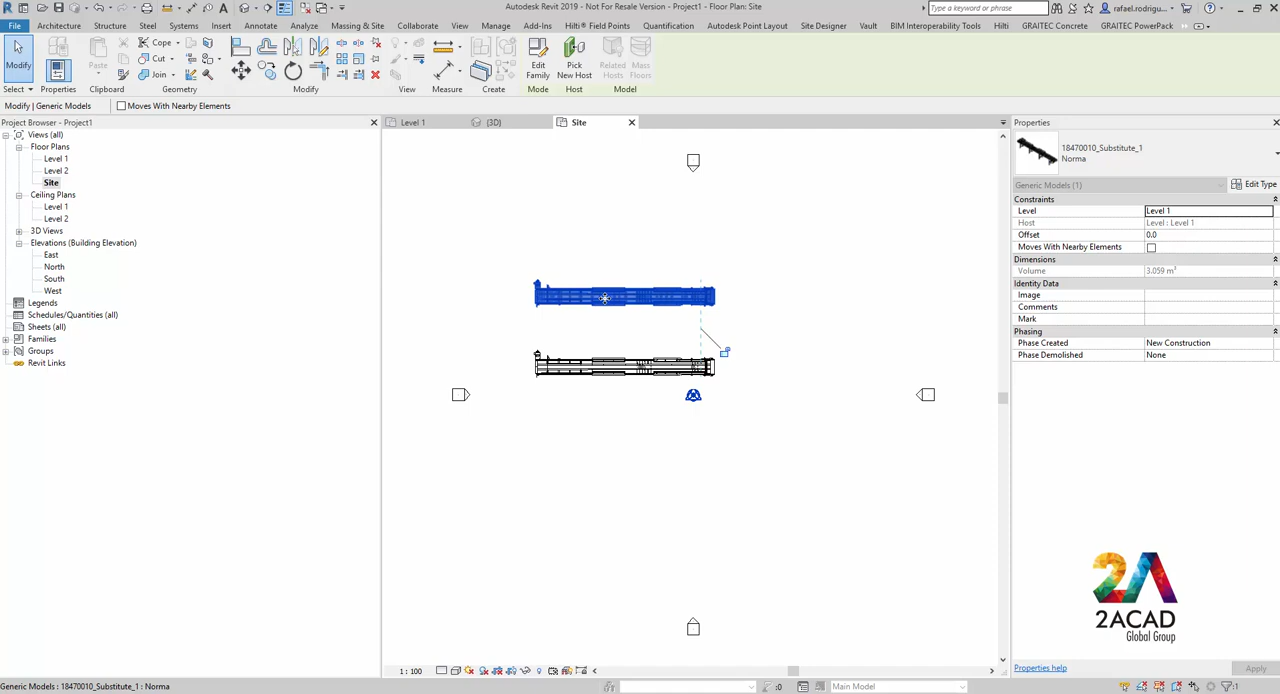 Autodesk Revit 2019 - Not For Resale Version - Project1 - Floor Plan: Site
Type a keyword or phrase
rafael.rodrigu...
File Architecture Structure Steel Systems Insert Annotate Analyze Massing & Site Collaborate View Manage Add-Ins Hilti® Field Points Quantification Autodesk Point Layout Site Designer Vault BIM Interoperability Tools Hilti GRAITEC Concrete GRAITEC PowerPack
Modify
Paste
Cope
Cut
Join
Edit Family
Pick New Host
Related Hosts
Mass Floors
Select Properties Clipboard Geometry Modify View Measure Create Mode Host Model
Modify | Generic Models
Moves With Nearby Elements
Project Browser - Project1
Views (all)
Floor Plans
Level 1
Level 2
Site
Ceiling Plans
Level 1
Level 2
3D Views
Elevations (Building Elevation)
East
North
South
West
Legends
Schedules/Quantities (all)
Sheets (all)
Families
Groups
Revit Links
Level 1
{3D}
Site
Properties
18470010_Substitute_1
Norma
Generic Models (1)
Edit Type
Constraints
Level Level 1
Host Level : Level 1
Offset 0.0
Moves With Nearby Elements
Dimensions
Volume 3.059 m³
Identity Data
Image
Comments
Mark
Phasing
Phase Created New Construction
Phase Demolished None
2A
2ACAD
Global Group
Properties help
Apply
1 : 100
Generic Models : 18470010_Substitute_1 : Norma
:0
Main Model
:1